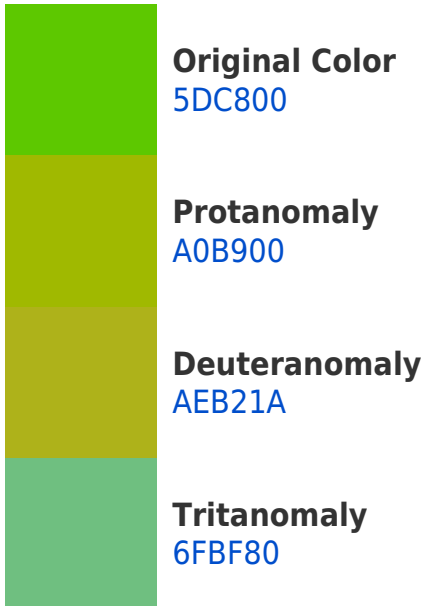 Original Color
5DC800
Protanomaly
A0B900
Deuteranomaly
AEB21A
Tritanomaly
6FBF80